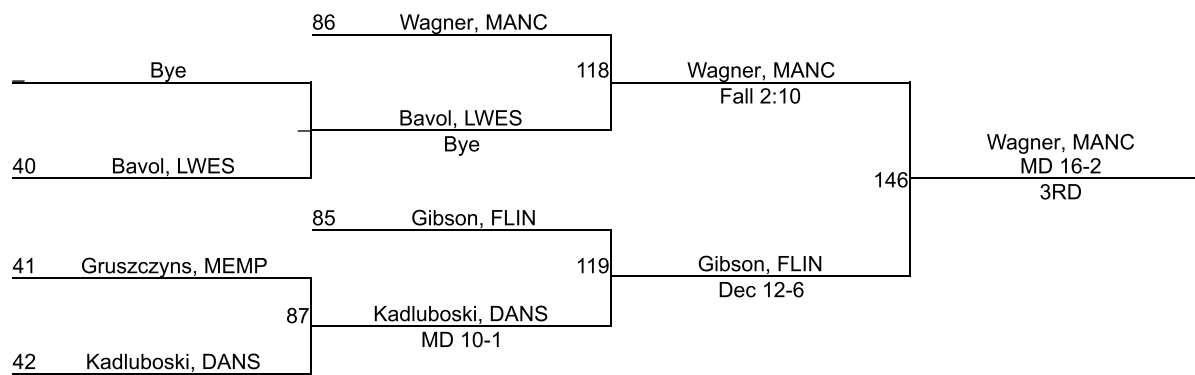 86 Wagner, MANC
_ Bye
118
Wagner, MANC
Fall 2:10
Bavol, LWES
_
Bye
40 Bavol, LWES
Wagner, MANC
MD 16-2
3RD
146
85 Gibson, FLIN
41 Gruszczyns, MEMP
119
Gibson, FLIN
Dec 12-6
87
Kadluboski, DANS
MD 10-1
42 Kadluboski, DANS